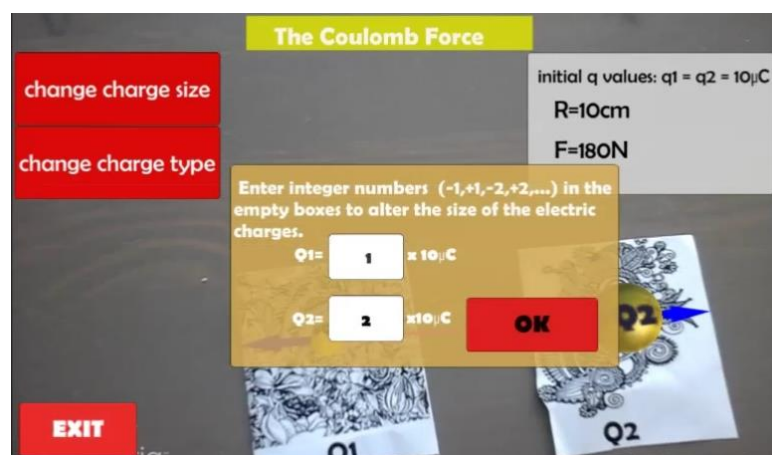 The Coulomb Force
change charge size
change charge type
initial q values: q1 = q2 = 10μC
R=10cm
F=180N
Enter integer numbers (-1,+1,-2,+2,...) in the
empty boxes to alter the size of the electric
charges.
Q1= 1 x 10μC
Q2= 2 x10μC
OK
Q2
EXIT
Q1
Q2